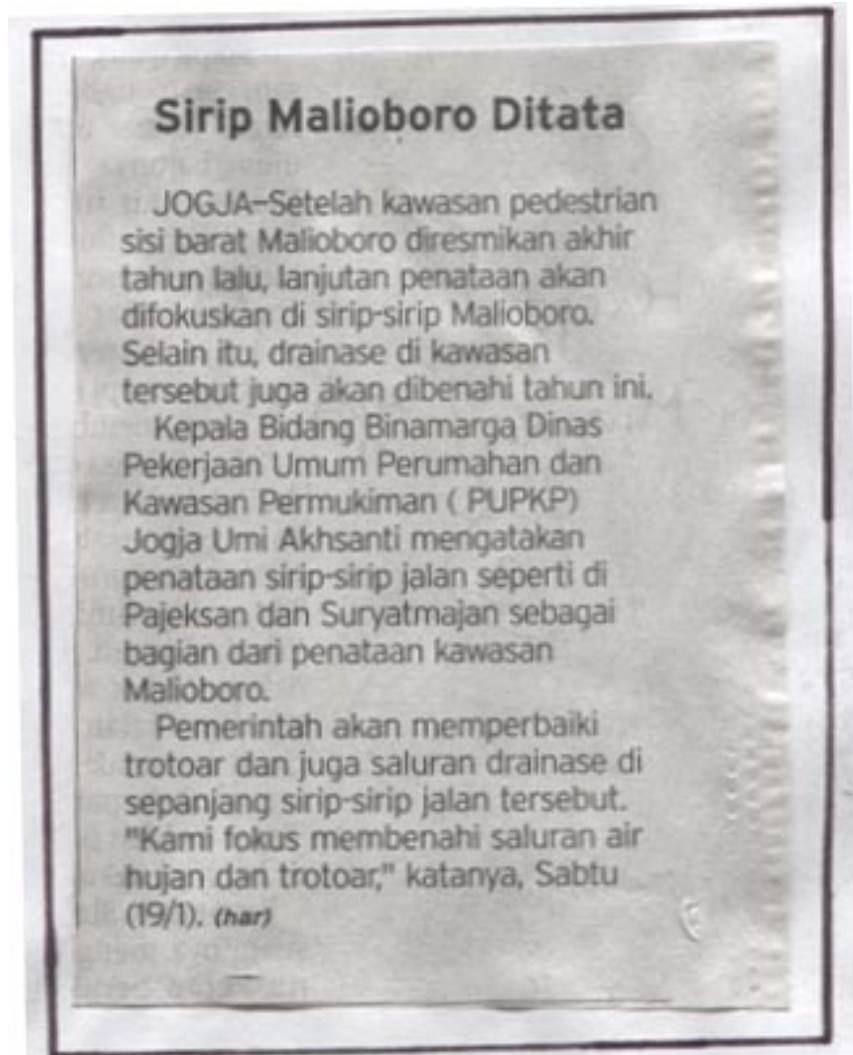 Sirip Malioboro Ditata
JOGJA–Setelah kawasan pedestrian
sisi barat Malioboro diresmikan akhir
tahun lalu, lanjutan penataan akan
difokuskan di sirip-sirip Malioboro.
Selain itu, drainase di kawasan
tersebut juga akan dibenahi tahun ini.
Kepala Bidang Binamarga Dinas
Pekerjaan Umum Perumahan dan
Kawasan Permukiman ( PUPKP)
Jogja Umi Akhsanti mengatakan
penataan sirip-sirip jalan seperti di
Pajeksan dan Suryatmajan sebagai
bagian dari penataan kawasan
Malioboro.
Pemerintah akan memperbaiki
trotoar dan juga saluran drainase di
sepanjang sirip-sirip jalan tersebut.
"Kami fokus membenahi saluran air
hujan dan trotoar," katanya, Sabtu
(19/1). (har)